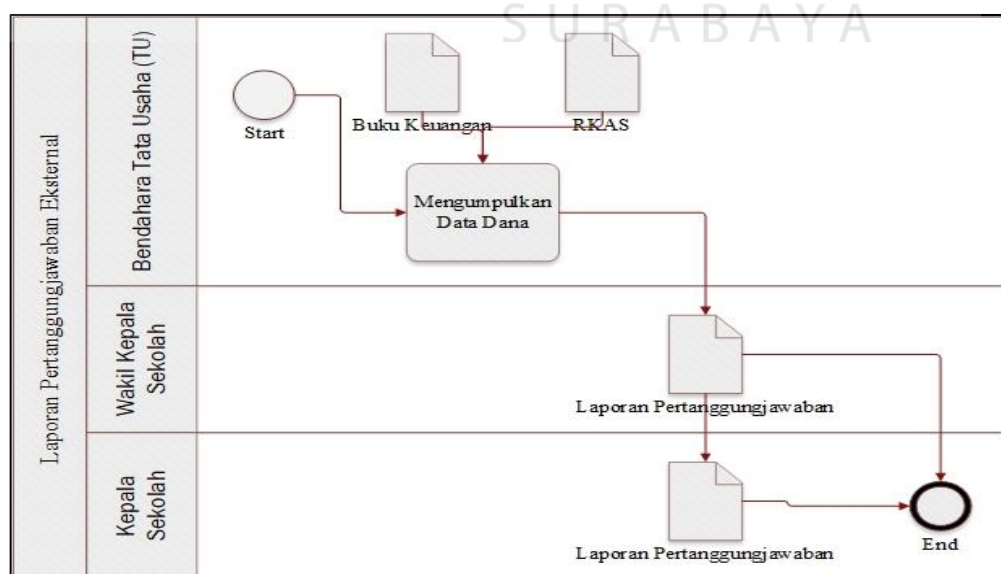 SURABAYA
Laporan Pertanggungjawaban Eksternal
Bendahara Tata Usaha (TU)
Start
Buku Keuangan
RKAS
Mengumpulkan
Data Dana
Wakil Kepala
Sekolah
Laporan Pertanggungjawaban
Kepala
Sekolah
Laporan Pertanggungjawaban
End